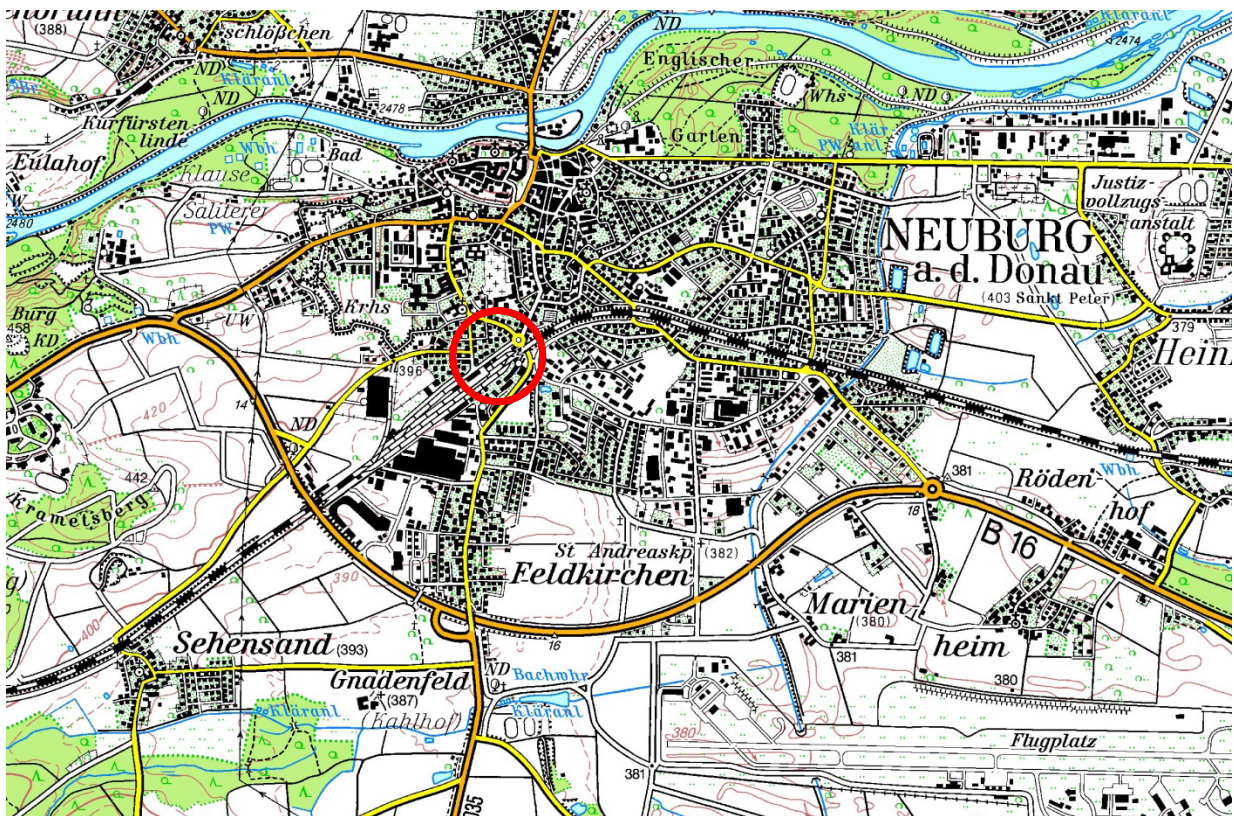 (388)
schlößchen
ND
Kläranl
ND
ND
2478
Kurfürsten
linde
Eulahof
Wbh
klause
Bad
Saliterer
PW
2480
Englischer
Whs
Garten
ND
2474
Klär
PW anl
Justiz-
vollzugs-
anstalt
NEUBURG
a. d. Donau
(403 Sankt Peter)
379
Burg
458
KD
Wbh
UW
Krhs
396
420
14
ND
442
Krametsberg
390
400
St Andreaskp (382)
Feldkirchen
381
18
B 16
Röden-
hof
Wbh
Marien-
(380)
heim
381
380
16
Sehensand (393)
Gnadenfeld
(387)
(Kahlhof)
ND
Bachwhr
Kläranl
Kläranl
380
381
Flugplatz